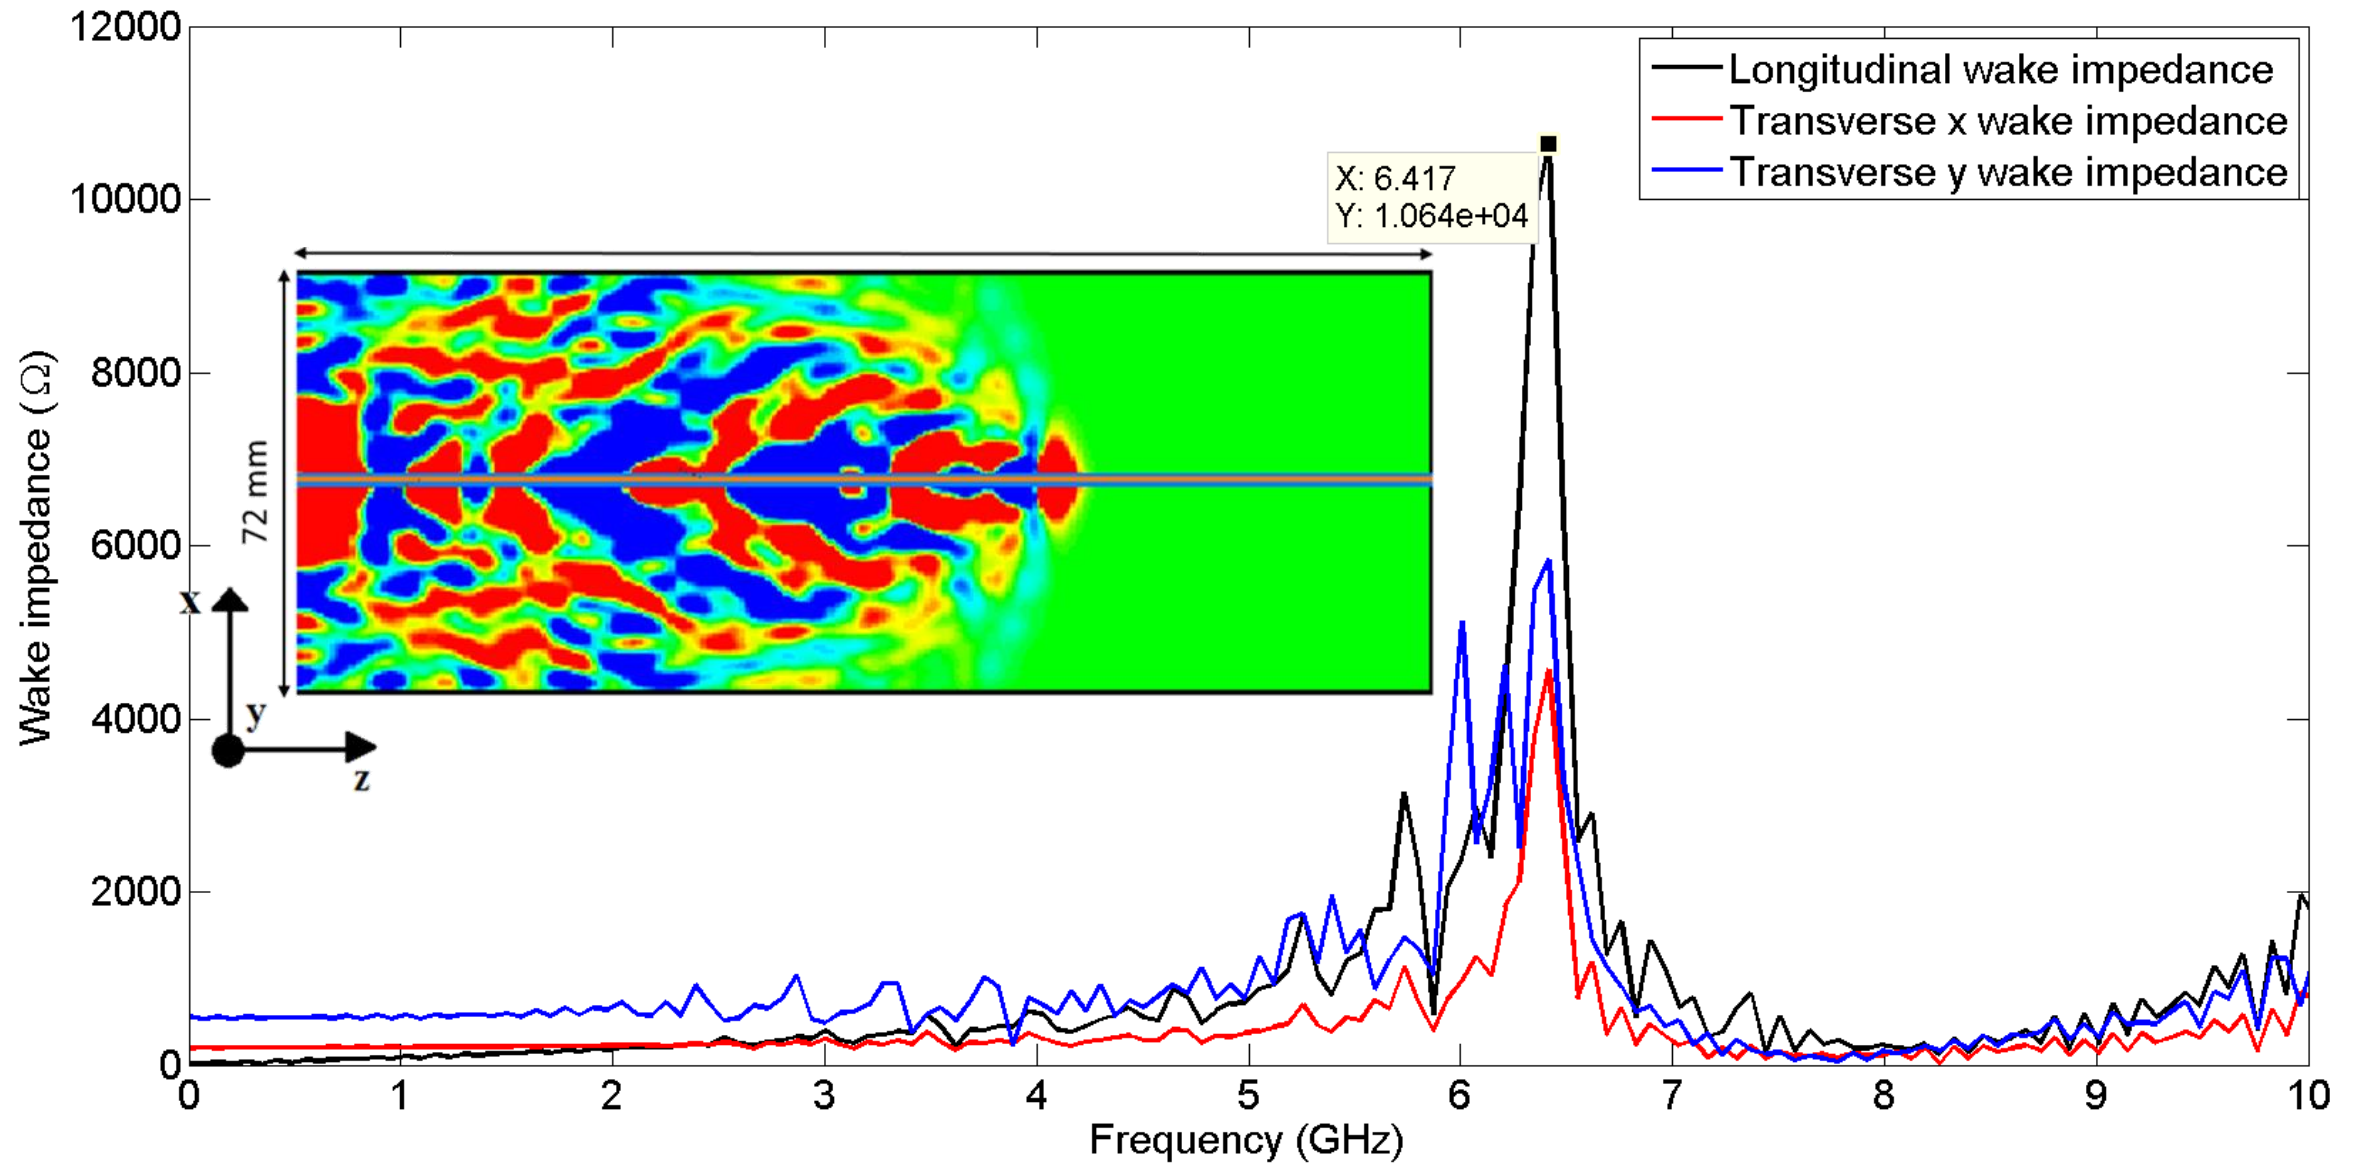 12000
10000
8000
6000
4000
2000
0
Wake impedance (Ω)
Longitudinal wake impedance
Transverse x wake impedance
Transverse y wake impedance
X: 6.417
Y: 1.064e+04
72 mm
x
y
z
0 1 2 3 4 5 6 7 8 9 10
Frequency (GHz)